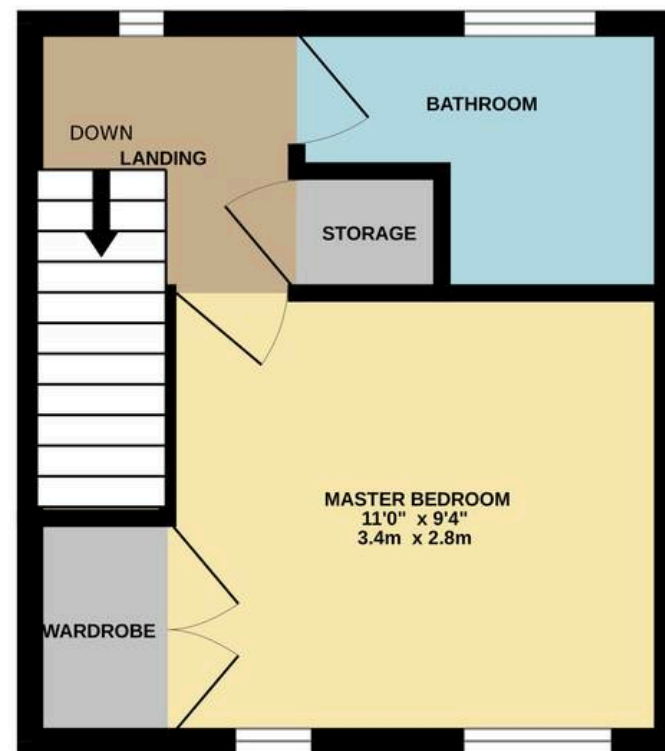 BATHROOM
DOWN
LANDING
STORAGE
MASTER BEDROOM
11'0" x 9'4"
3.4m x 2.8m
WARDROBE